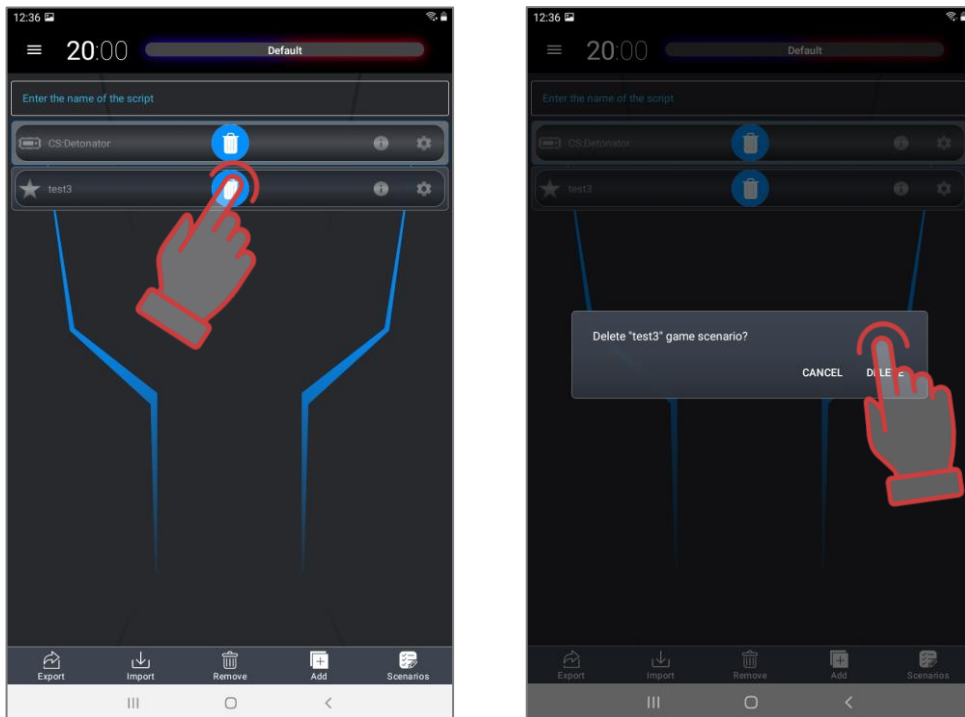 12:36
20:00 Default
Enter the name of the script
CS:Detonator
test3
Export Import Remove Add Scenarios
12:36
20:00 Default
Enter the name of the script
CS:Detonator
test3
Delete "test3" game scenario?
CANCEL DELETE
Export Import Remove Add Scenarios